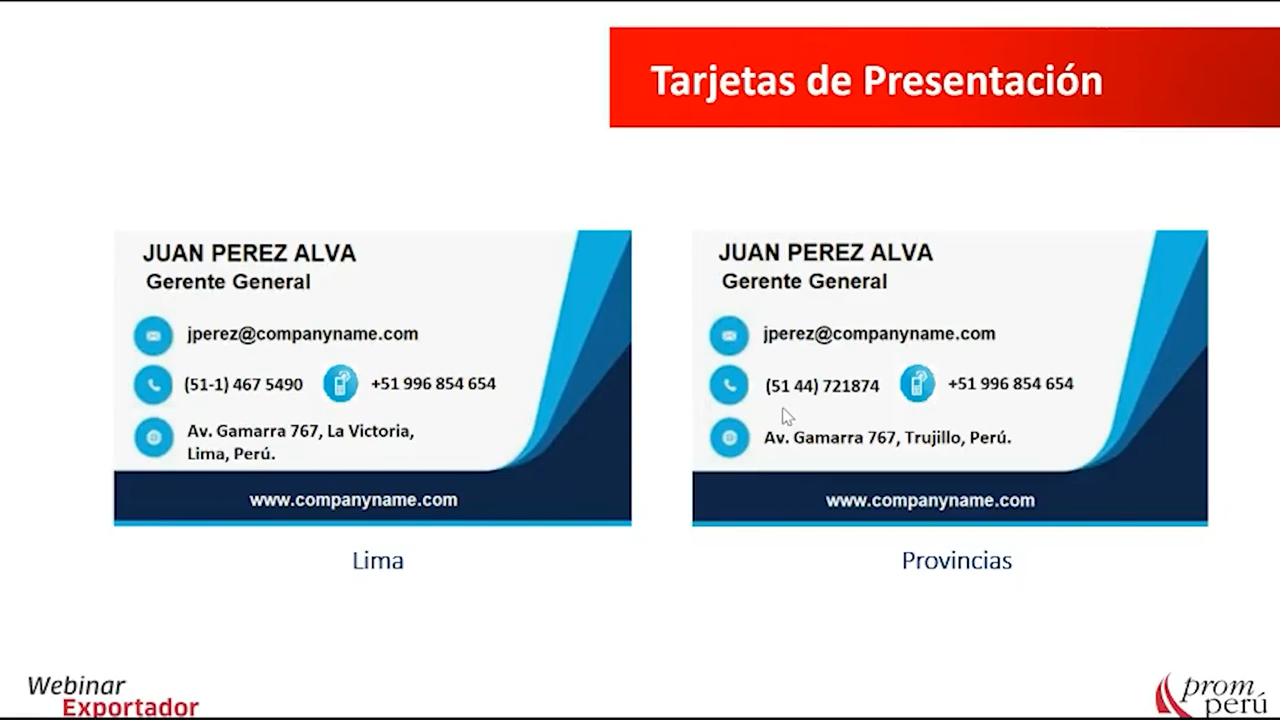 Tarjetas de Presentación
JUAN PEREZ ALVA
Gerente General
jperez@companyname.com
(51-1) 467 5490
+51 996 854 654
Av. Gamarra 767, La Victoria,
Lima, Perú.
www.companyname.com
Lima
JUAN PEREZ ALVA
Gerente General
jperez@companyname.com
(51 44) 721874
+51 996 854 654
Av. Gamarra 767, Trujillo, Perú.
www.companyname.com
Provincias
Webinar
Exportador
prom
perú